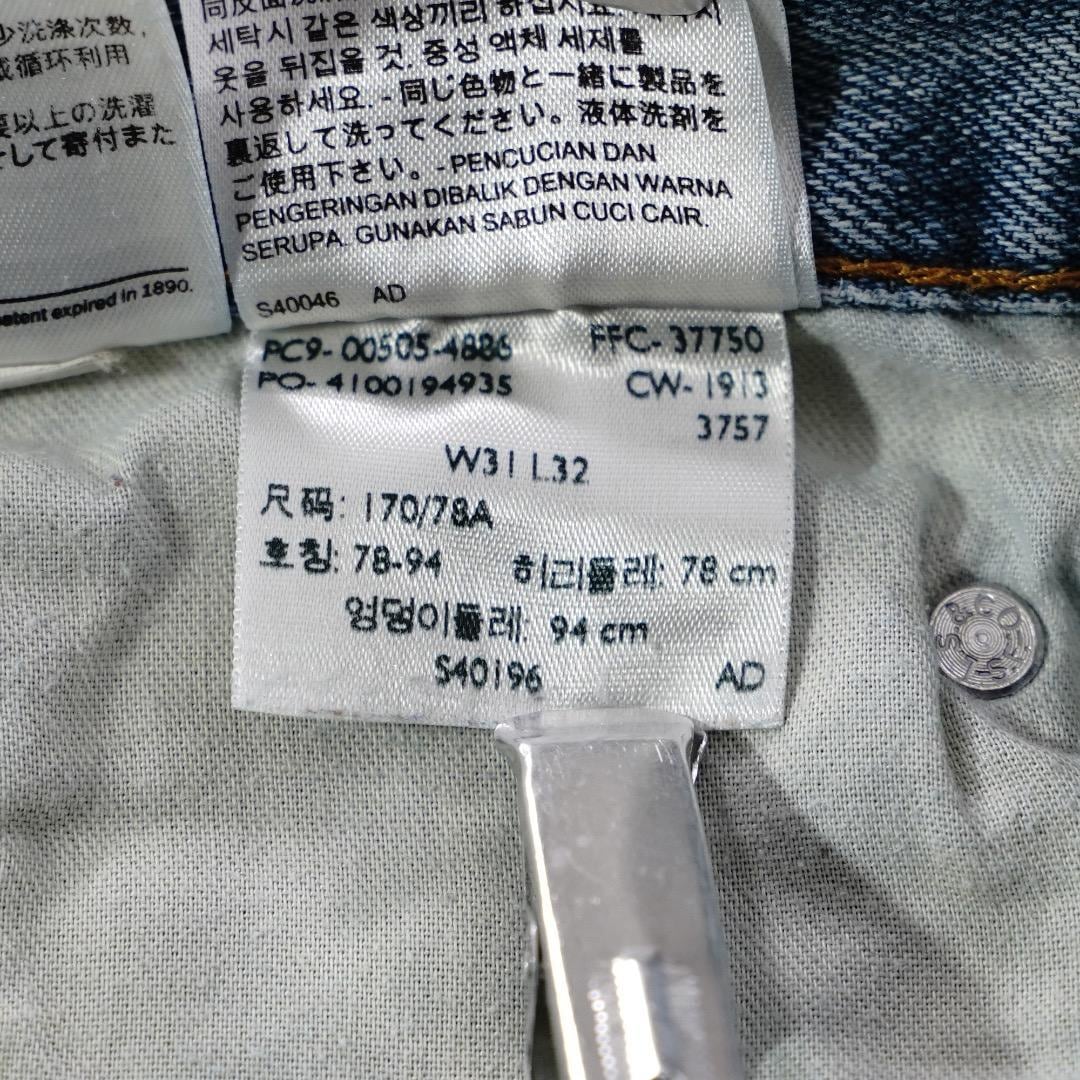 少洗涤次数,
或循环利用
要以上の洗濯
そして寄付また
patent expired in 1890.
세탁시 같은 색상끼리 하십시요.
옷을 뒤집을 것. 중성 액체 세제를
사용하세요. - 同じ色物と一緒に製品を
裏返して洗ってください。液体洗剤を
ご使用下さい。- PENCUCIAN DAN
PENGERINGAN DIBALIK DENGAN WARNA
SERUPA. GUNAKAN SABUN CUCI CAIR.
S40046 AD
PC9- 00505-4886 FFC- 37750
PO- 4100194935 CW- 1913
3757
W31 L32
尺码: 170/78A
호칭: 78-94 허리둘레: 78 cm
엉덩이둘레: 94 cm
S40196 AD
L.S.&CO